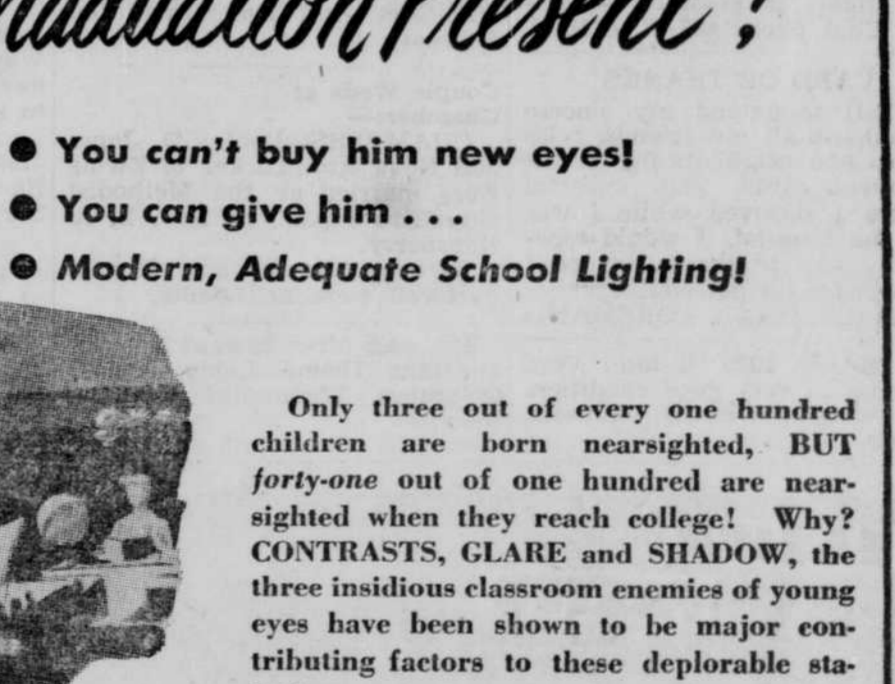 Graduation Present?
● You can't buy him new eyes!
● You can give him . . .
● Modern, Adequate School Lighting!
Only three out of every one hundred
children are born nearsighted, BUT
forty-one out of one hundred are near-
sighted when they reach college! Why?
CONTRASTS, GLARE and SHADOW, the
three insidious classroom enemies of young
eyes have been shown to be major con-
tributing factors to these deplorable sta-